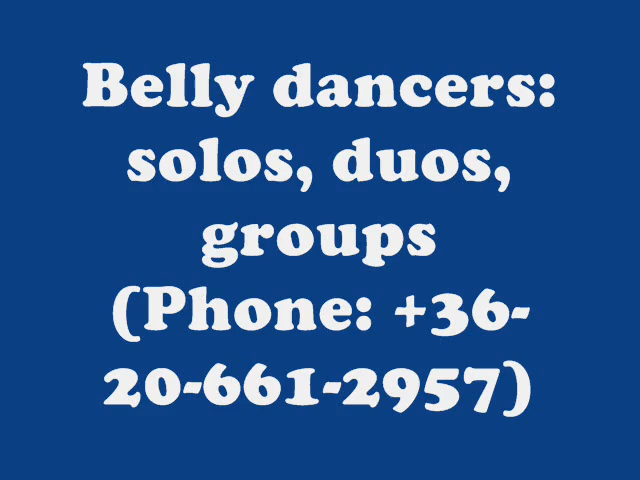 Belly dancers:
solos, duos,
groups
(Phone: +36-
20-661-2957)